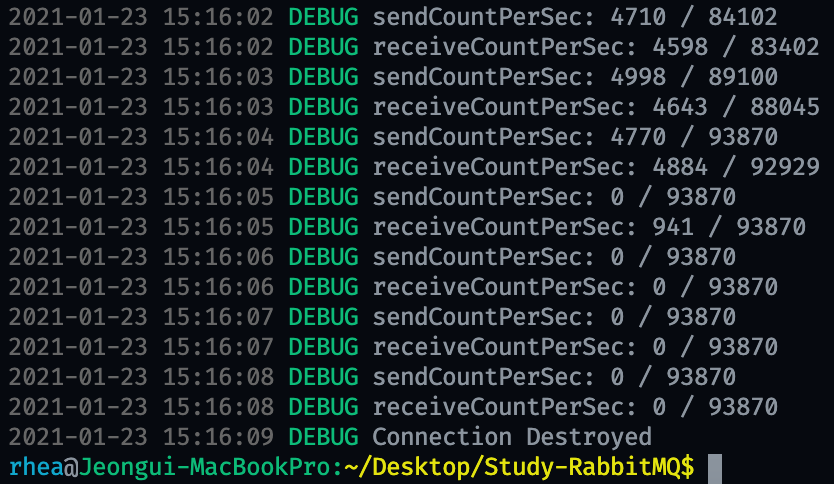 2021-01-23 15:16:02 DEBUG sendCountPerSec: 4710 / 84102
2021-01-23 15:16:02 DEBUG receiveCountPerSec: 4598 / 83402
2021-01-23 15:16:03 DEBUG sendCountPerSec: 4998 / 89100
2021-01-23 15:16:03 DEBUG receiveCountPerSec: 4643 / 88045
2021-01-23 15:16:04 DEBUG sendCountPerSec: 4770 / 93870
2021-01-23 15:16:04 DEBUG receiveCountPerSec: 4884 / 92929
2021-01-23 15:16:05 DEBUG sendCountPerSec: 0 / 93870
2021-01-23 15:16:05 DEBUG receiveCountPerSec: 941 / 93870
2021-01-23 15:16:06 DEBUG sendCountPerSec: 0 / 93870
2021-01-23 15:16:06 DEBUG receiveCountPerSec: 0 / 93870
2021-01-23 15:16:07 DEBUG sendCountPerSec: 0 / 93870
2021-01-23 15:16:07 DEBUG receiveCountPerSec: 0 / 93870
2021-01-23 15:16:08 DEBUG sendCountPerSec: 0 / 93870
2021-01-23 15:16:08 DEBUG receiveCountPerSec: 0 / 93870
2021-01-23 15:16:09 DEBUG Connection Destroyed
rhea@Jeongui-MacBookPro:~/Desktop/Study-RabbitMQ$